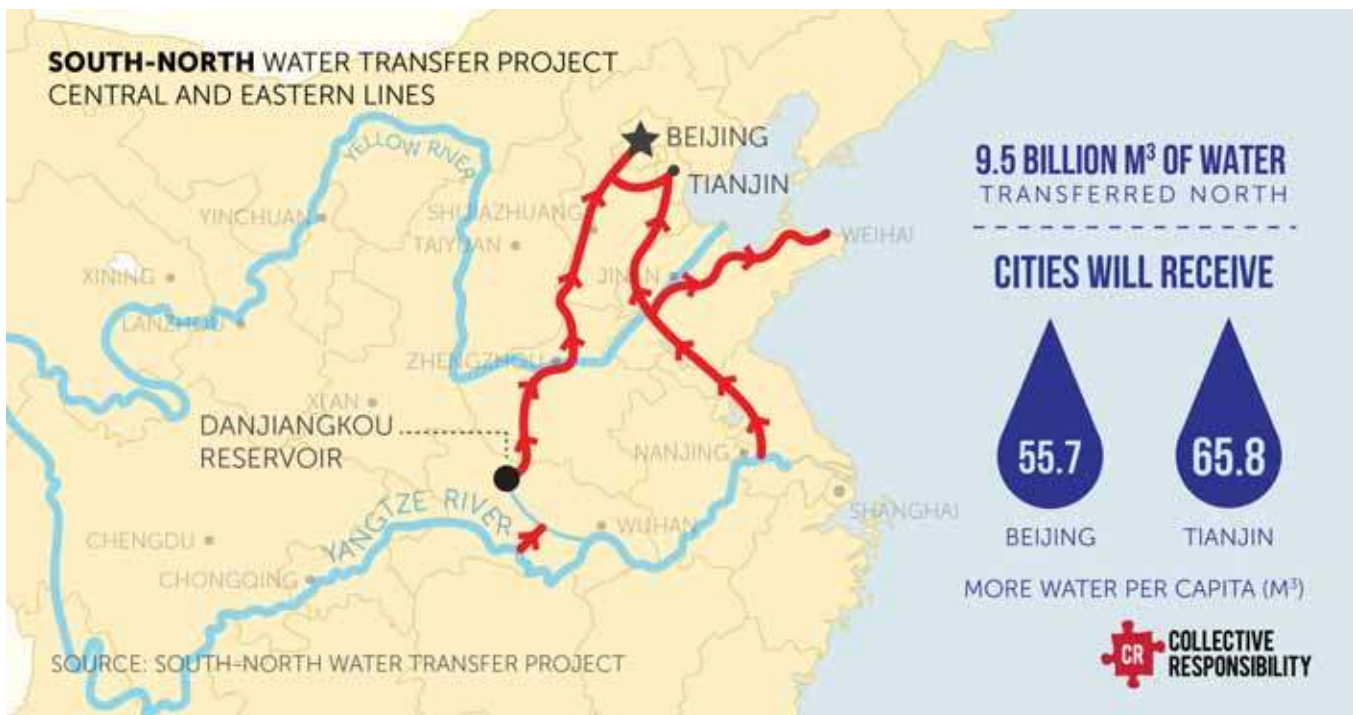 SOUTH-NORTH WATER TRANSFER PROJECT
CENTRAL AND EASTERN LINES
YELLOW RIVER
BEIJING
TIANJIN
YINCHUAN
SHIJIAZHUANG
TAIYUAN
WEIHAI
XINING
JINAN
LANZHOU
ZHENGZHOU
XI'AN
DANJIANGKOU
RESERVOIR
NANJING
YANGTZE RIVER
WUHAN
SHANGHAI
CHENGDU
CHONGQING
SOURCE: SOUTH-NORTH WATER TRANSFER PROJECT
9.5 BILLION M³ OF WATER
TRANSFERRED NORTH
CITIES WILL RECEIVE
55.7
65.8
BEIJING
TIANJIN
MORE WATER PER CAPITA (M³)
CR
COLLECTIVE
RESPONSIBILITY